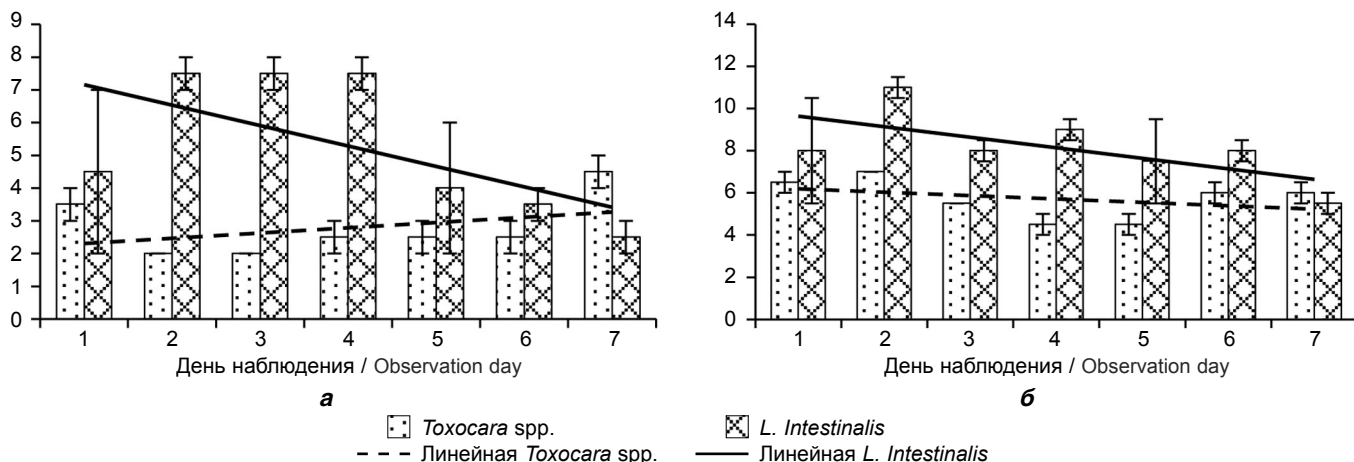 9
8
7
6
5
4
3
2
1
0
1 2 3 4 5 6 7
День наблюдения / Observation day
а
14
12
10
8
6
4
2
0
1 2 3 4 5 6 7
День наблюдения / Observation day
б
Toxocara spp. L. Intestinalis
Линейная Toxocara spp. Линейная L. Intestinalis